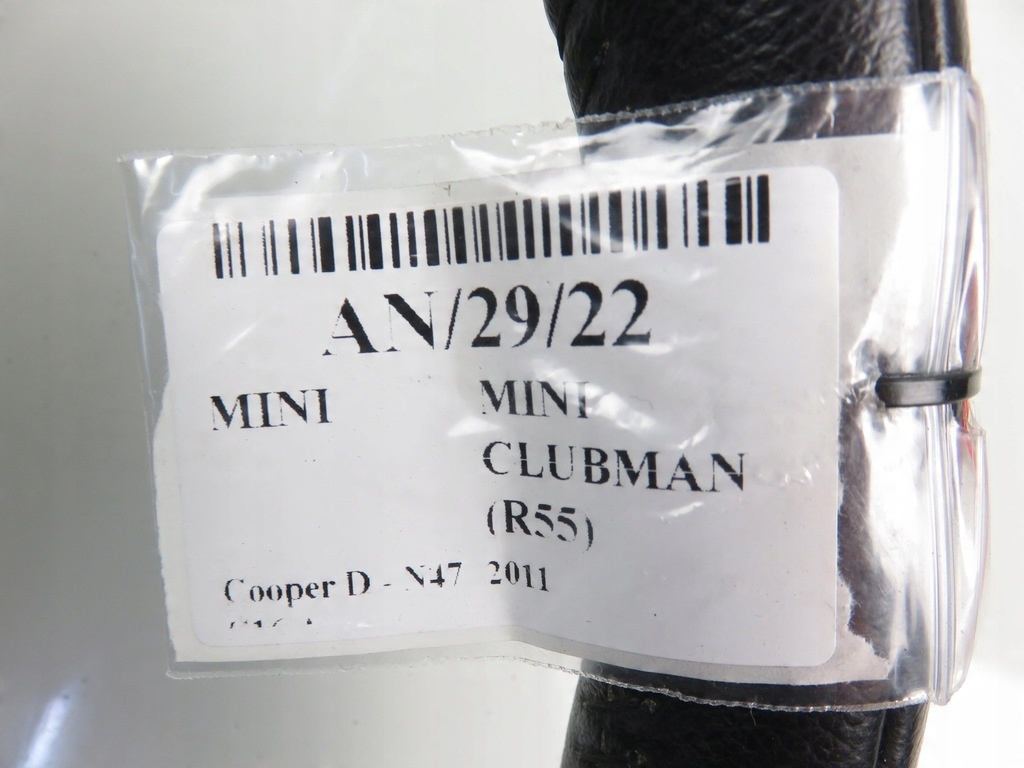 AN/29/22
MINI MINI
CLUBMAN
(R55)
Cooper D - N47 2011